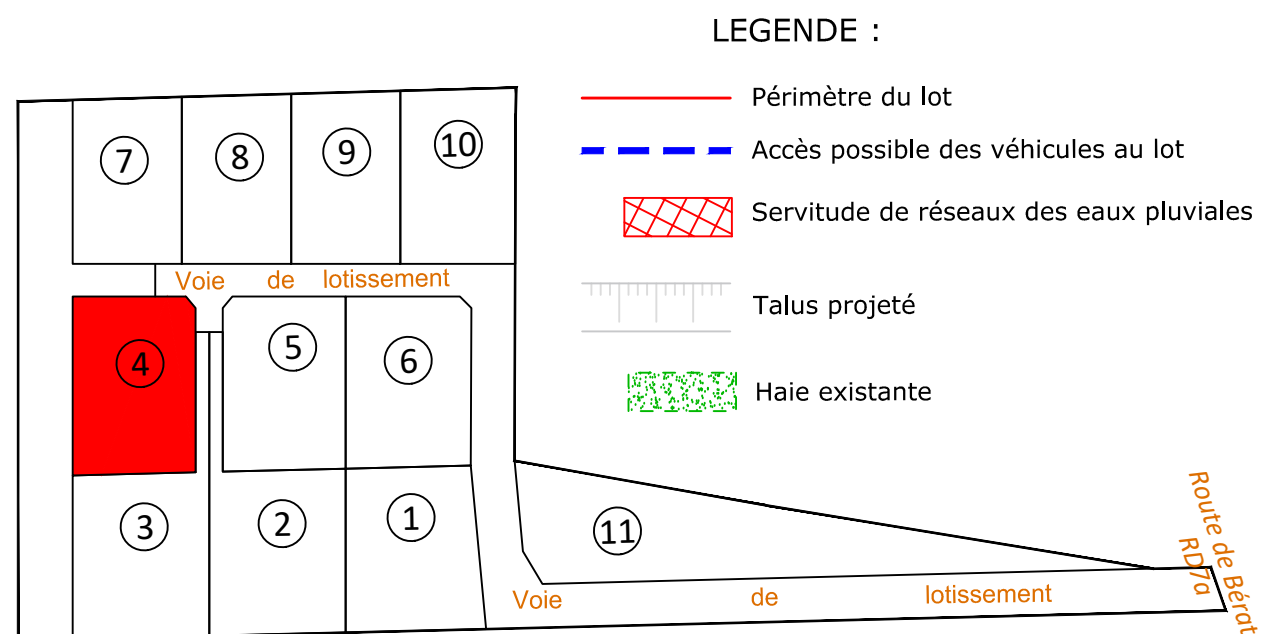 LEGENDE :
Périmètre du lot
Accès possible des véhicules au lot
Servitude de réseaux des eaux pluviales
Talus projeté
Haie existante
7 8 9 10
Voie de lotissement
4 5 6
3 2 1 11
Voie de lotissement
Route de Bérat
RD7a